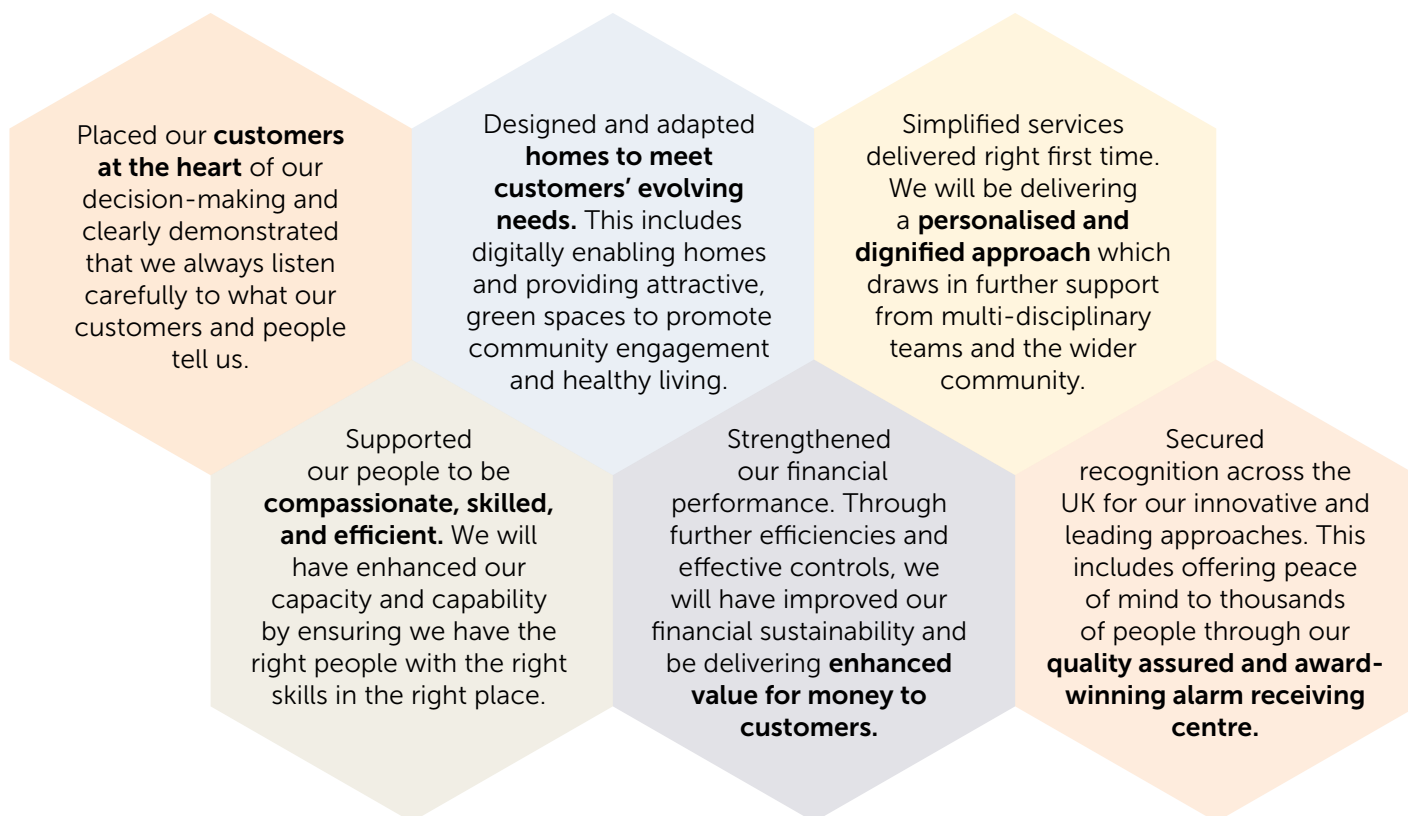 Placed our customers
at the heart of our
decision-making and
clearly demonstrated
that we always listen
carefully to what our
customers and people
tell us.
Designed and adapted
homes to meet
customers’ evolving
needs. This includes
digitally enabling homes
and providing attractive,
green spaces to promote
community engagement
and healthy living.
Simplified services
delivered right first time.
We will be delivering
a personalised and
dignified approach which
draws in further support
from multi-disciplinary
teams and the wider
community.
Supported
our people to be
compassionate, skilled,
and efficient. We will
have enhanced our
capacity and capability
by ensuring we have the
right people with the right
skills in the right place.
Strengthened
our financial
performance. Through
further efficiencies and
effective controls, we
will have improved our
financial sustainability and
be delivering enhanced
value for money to
customers.
Secured
recognition across the
UK for our innovative and
leading approaches. This
includes offering peace
of mind to thousands
of people through our
quality assured and award-
winning alarm receiving
centre.